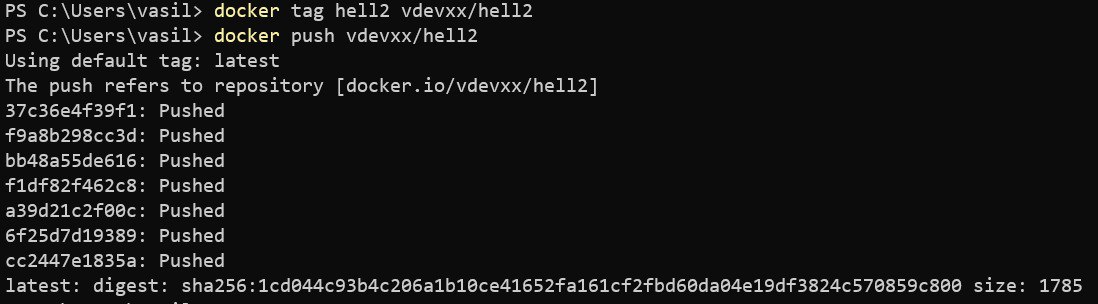 PS C:\Users\vasil> docker tag hell2 vdevxx/hell2
PS C:\Users\vasil> docker push vdevxx/hell2
Using default tag: latest
The push refers to repository [docker.io/vdevxx/hell2]
37c36e4f39f1: Pushed
f9a8b298cc3d: Pushed
bb48a55de616: Pushed
f1df82f462c8: Pushed
a39d21c2f00c: Pushed
6f25d7d19389: Pushed
cc2447e1835a: Pushed
latest: digest: sha256:1cd044c93b4c206a1b10ce41652fa161cf2fbd60da04e19df3824c570859c800 size: 1785